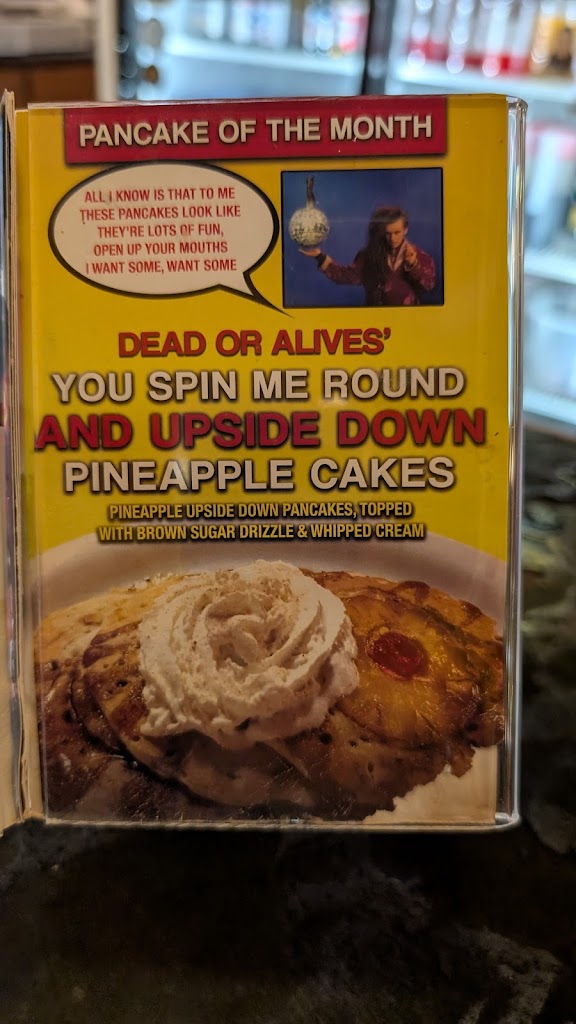 PANCAKE OF THE MONTH
ALL I KNOW IS THAT TO ME
THESE PANCAKES LOOK LIKE
THEY'RE LOTS OF FUN,
OPEN UP YOUR MOUTHS
I WANT SOME, WANT SOME
DEAD OR ALIVES'
YOU SPIN ME ROUND
AND UPSIDE DOWN
PINEAPPLE CAKES
PINEAPPLE UPSIDE DOWN PANCAKES, TOPPED
WITH BROWN SUGAR DRIZZLE & WHIPPED CREAM